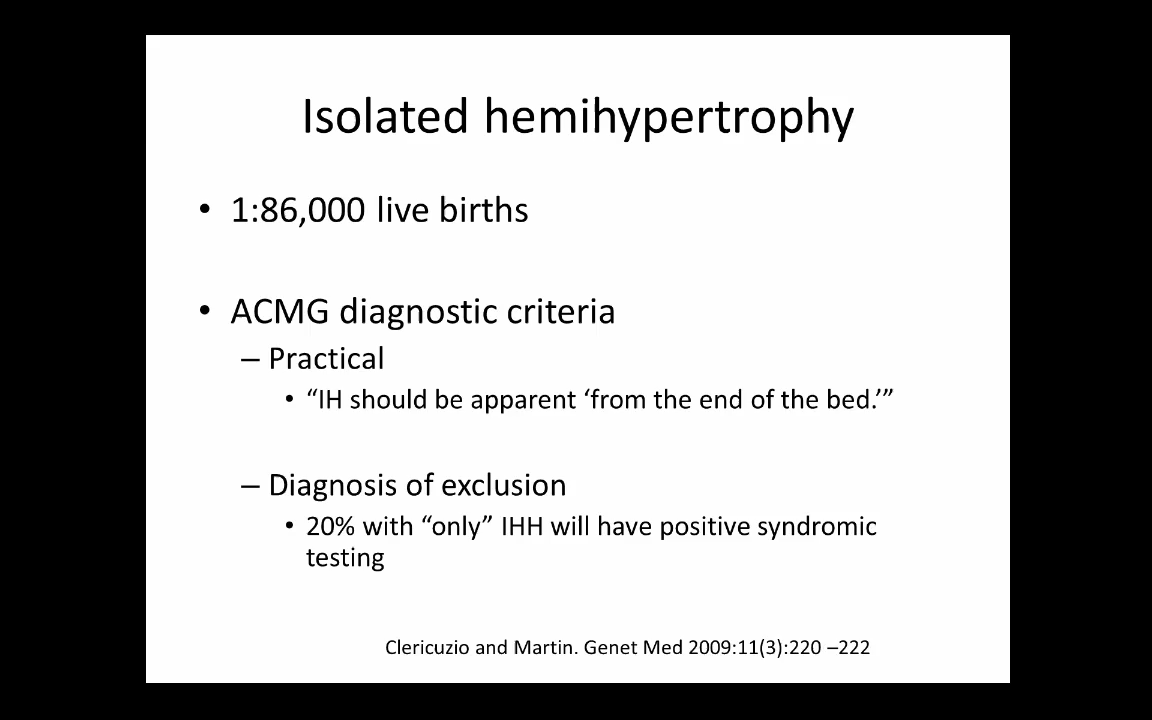 Isolated hemihypertrophy
• 1:86,000 live births
• ACMG diagnostic criteria
– Practical
• “IH should be apparent ‘from the end of the bed.’”
– Diagnosis of exclusion
• 20% with “only” IHH will have positive syndromic
testing
Clericuzio and Martin. Genet Med 2009:11(3):220 –222